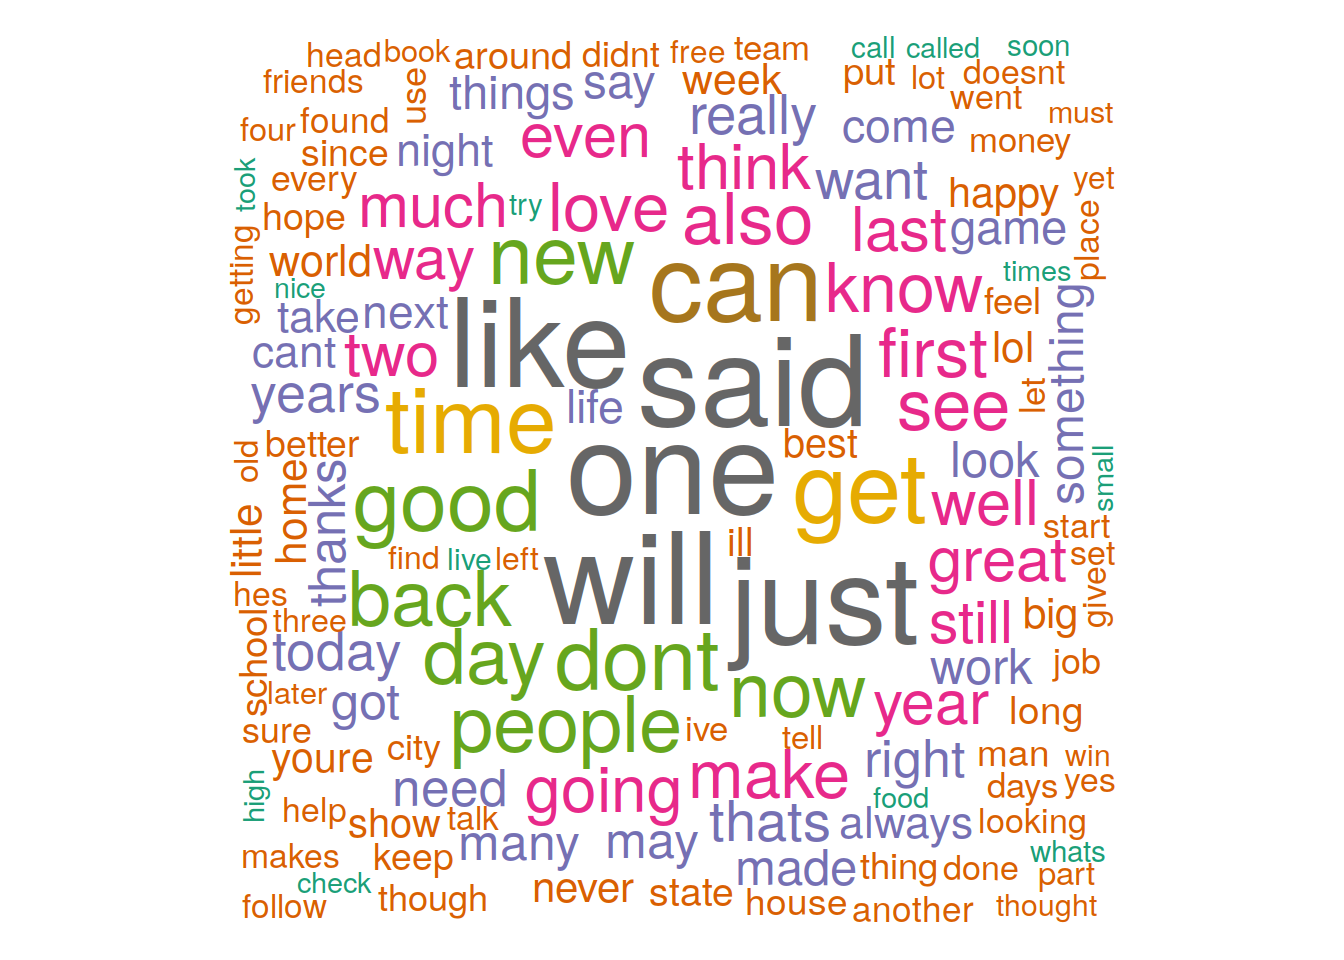 head book around didnt free team call called soon
friends use things say week put lot doesnt
four found even really come went must
since night think want money
took every much try love also last happy yet
hope new game place
getting world way can know times
nice take next like said feel
cant two first lol something
years time life see let
old better one best look
home thanks good get well small
little find live left ill start
hes back will just great set
three still big give
school today day dont work job
later got now year long
sure people ive
youre city tell right man win
high need going make food days yes
help show talk thats always looking
makes keep many may whats
check made thing done part
follow though never state house another thought